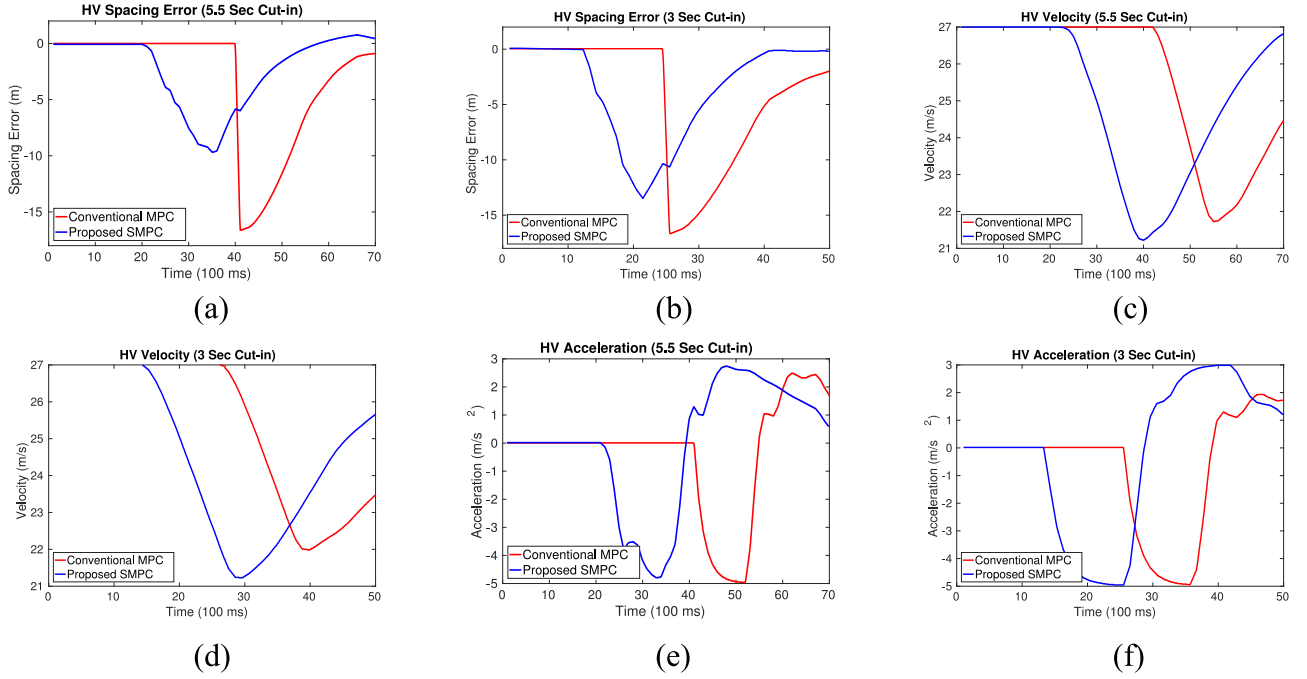 HV Spacing Error (5.5 Sec Cut-in)
Spacing Error (m)
0
-5
-10
-15
Conventional MPC
Proposed SMPC
0 10 20 30 40 50 60 70
Time (100 ms)
(a)
HV Spacing Error (3 Sec Cut-in)
Spacing Error (m)
0
-5
-10
-15
Conventional MPC
Proposed SMPC
0 10 20 30 40 50
Time (100 ms)
(b)
HV Velocity (5.5 Sec Cut-in)
Velocity (m/s)
27
26
25
24
23
22
21
Conventional MPC
Proposed SMPC
0 10 20 30 40 50 60 70
Time (100 ms)
(c)
HV Velocity (3 Sec Cut-in)
Velocity (m/s)
27
26
25
24
23
22
21
Conventional MPC
Proposed SMPC
0 10 20 30 40 50
Time (100 ms)
(d)
HV Acceleration (5.5 Sec Cut-in)
Acceleration (m/s 2)
3
2
1
0
-1
-2
-3
-4
-5
Conventional MPC
Proposed SMPC
0 10 20 30 40 50 60 70
Time (100 ms)
(e)
HV Acceleration (3 Sec Cut-in)
Acceleration (m/s 2)
3
2
1
0
-1
-2
-3
-4
-5
Conventional MPC
Proposed SMPC
0 10 20 30 40 50
Time (100 ms)
(f)